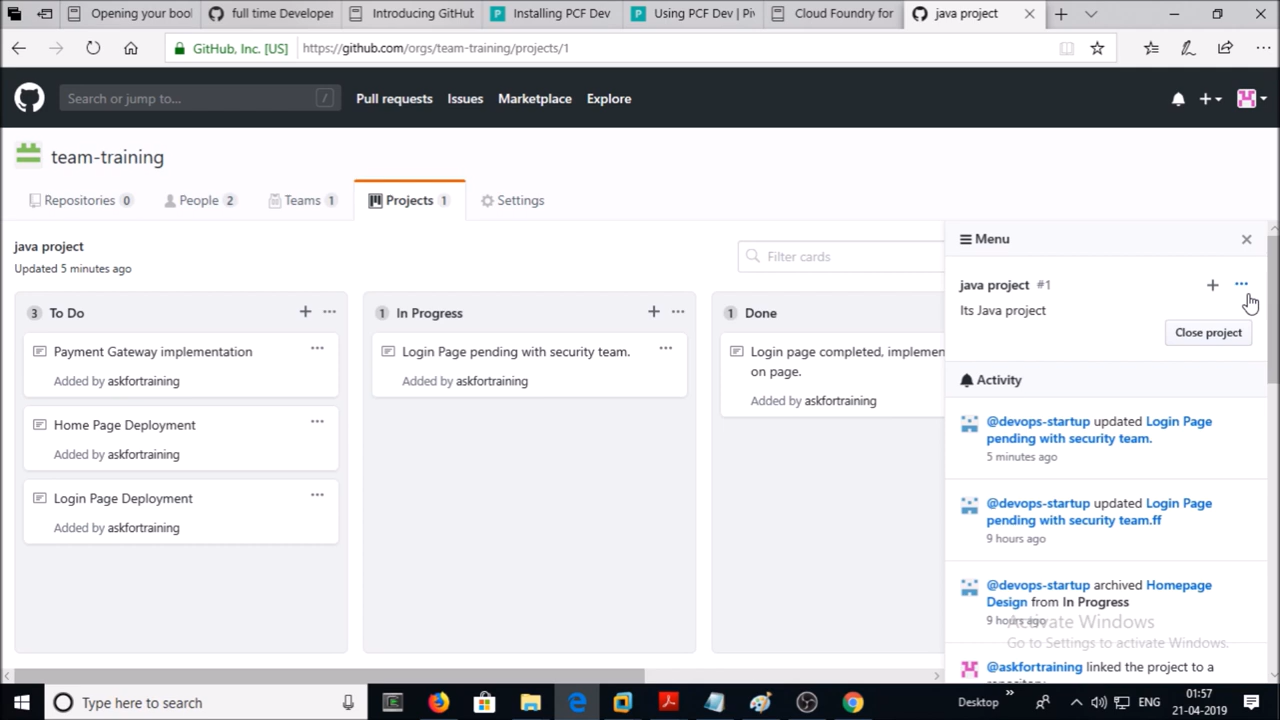 Opening your bool
full time Developer
Introducing GitHub
Installing PCF Dev
Using PCF Dev | Piv
Cloud Foundry for
java project
GitHub, Inc. [US]
https://github.com/orgs/team-training/projects/1
Search or jump to...
/
Pull requests
Issues
Marketplace
Explore
team-training
Repositories 0
People 2
Teams 1
Projects 1
Settings
java project
Updated 5 minutes ago
Filter cards
3 To Do
Payment Gateway implementation
Added by askfortraining
Home Page Deployment
Added by askfortraining
Login Page Deployment
Added by askfortraining
1 In Progress
Login Page pending with security team.
Added by askfortraining
1 Done
Login page completed, implemen
on page.
Added by askfortraining
Menu
java project #1
Its Java project
Close project
Activity
@devops-startup updated Login Page
pending with security team.
5 minutes ago
@devops-startup updated Login Page
pending with security team.ff
9 hours ago
@devops-startup archived Homepage
Design from In Progress
9 hours ago
@askfortraining linked the project to a
Activate Windows
Go to Settings to activate Windows.
Type here to search
Desktop
ENG
01:57
21-04-2019